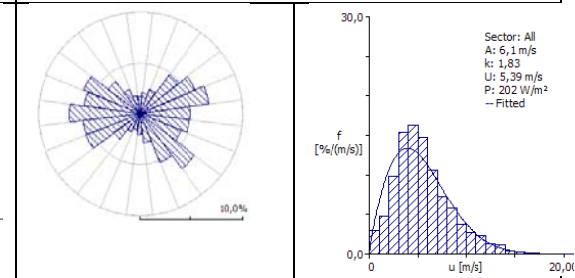 10,0%
30,0
Sector: All
A: 6,1 m/s
k: 1,83
U: 5,39 m/s
P: 202 W/m²
-- Fitted
f
[%/(m/s)]
0,0
0
u [m/s]
20,00